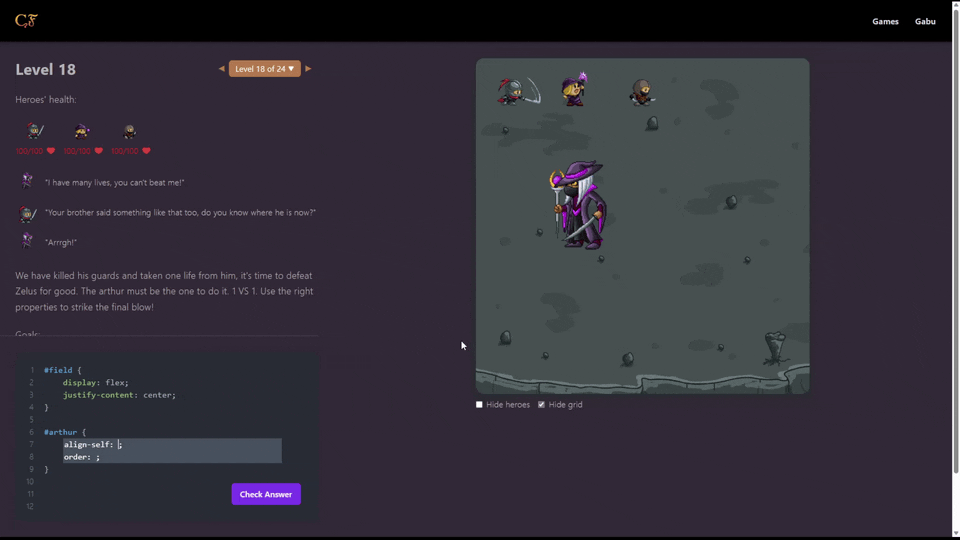 CF
Games
Gabu
Level 18
◀ Level 18 of 24 ▼ ▶
Heroes' health:
100/100 100/100 100/100
"I have many lives, you can't beat me!"
"Your brother said something like that too, do you know where he is now?"
"Arrrgh!"
We have killed his guards and taken one life from him, it's time to defeat
Zelus for good. The arthur must be the one to do it. 1 VS 1. Use the right
properties to strike the final blow!
Goals:
1 #field {
2 display: flex;
3 justify-content: center;
4 }
5
6 #arthur {
7 align-self: ;
8 order: ;
9 }
10
11
12
Check Answer
Hide heroes
Hide grid